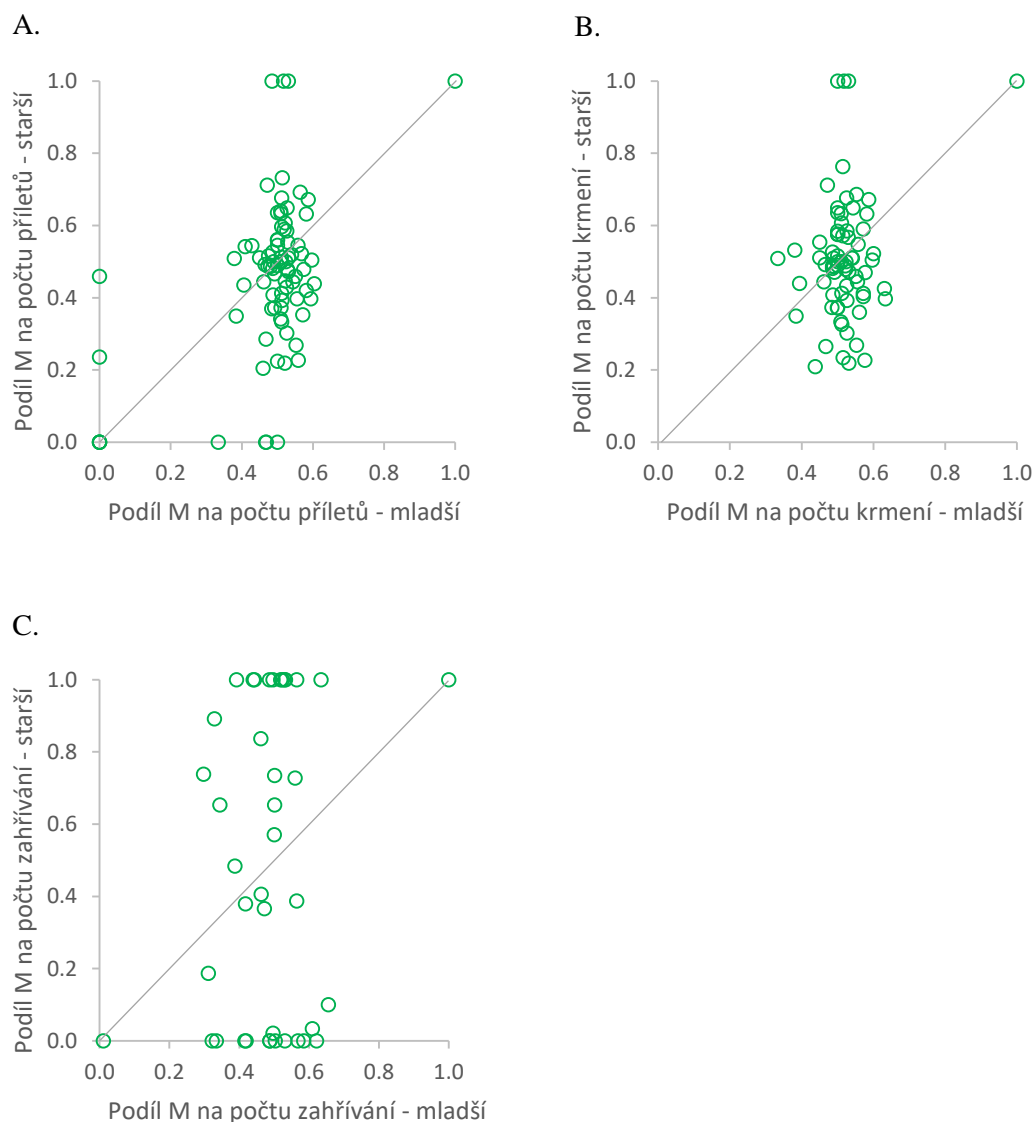 A.
Podíl M na počtu příletů - starší
1.0
0.8
0.6
0.4
0.2
0.0
0.0 0.2 0.4 0.6 0.8 1.0
Podíl M na počtu příletů - mladší
B.
Podíl M na počtu krmení - starší
1.0
0.8
0.6
0.4
0.2
0.0
0.0 0.2 0.4 0.6 0.8 1.0
Podíl M na počtu krmení - mladší
C.
Podíl M na počtu zahřívání - starší
1.0
0.8
0.6
0.4
0.2
0.0
0.0 0.2 0.4 0.6 0.8 1.0
Podíl M na počtu zahřívání - mladší